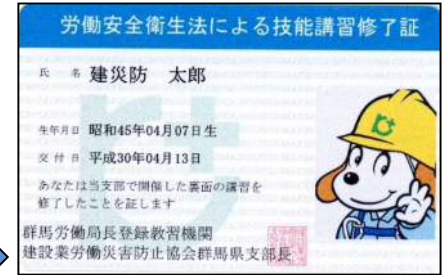 労働安全衛生法による技能講習修了証
氏 名 建災防 太郎
生年月日 昭和45年04月07日生
交付日 平成30年04月13日
あなたは当支部で開催した裏面の講習を
修了したことを証します
群馬労働局長登録教習機関
建設業労働災害防止協会群馬県支部長